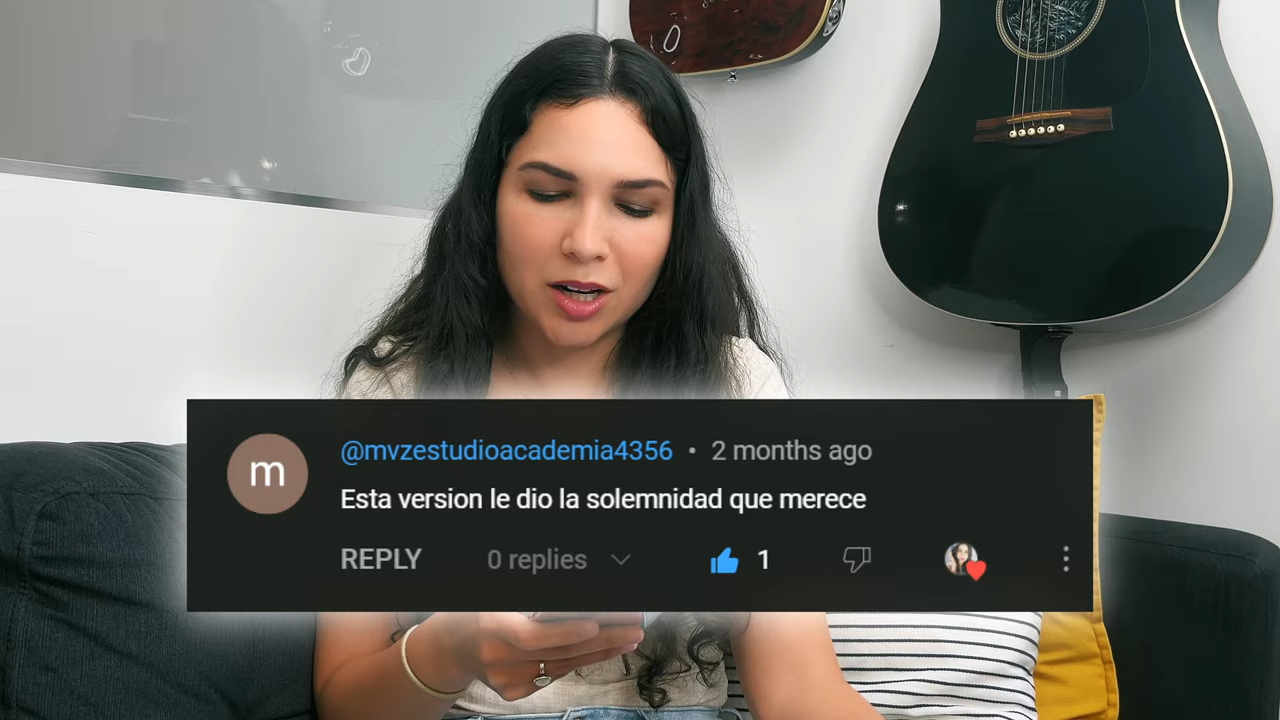 m
@mvzestudioacademia4356 • 2 months ago
Esta version le dio la solemnidad que merece
REPLY 0 replies 1